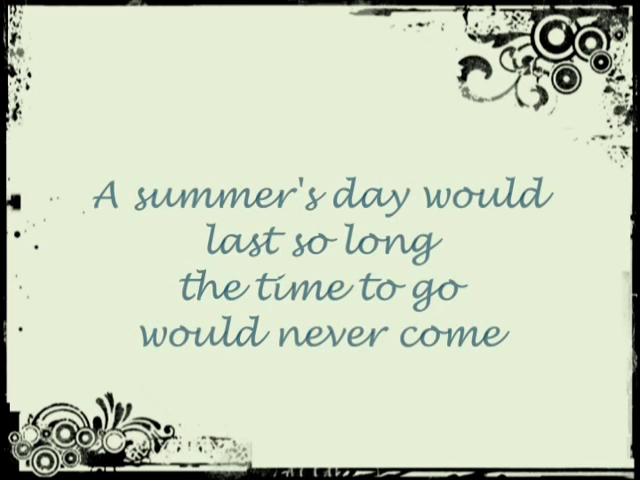 A summer's day would
last so long
the time to go
would never come